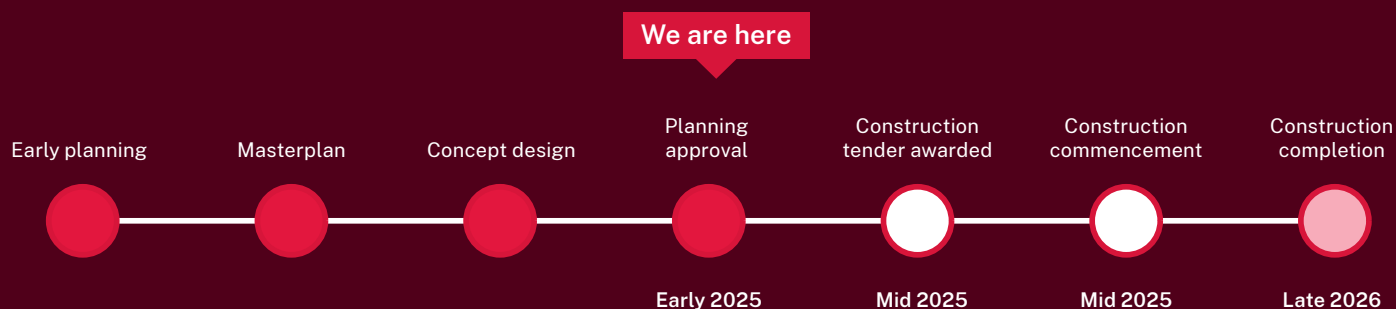 We are here
Early planning
Masterplan
Concept design
Planning
approval
Construction
tender awarded
Construction
commencement
Construction
completion
Early 2025
Mid 2025
Mid 2025
Late 2026